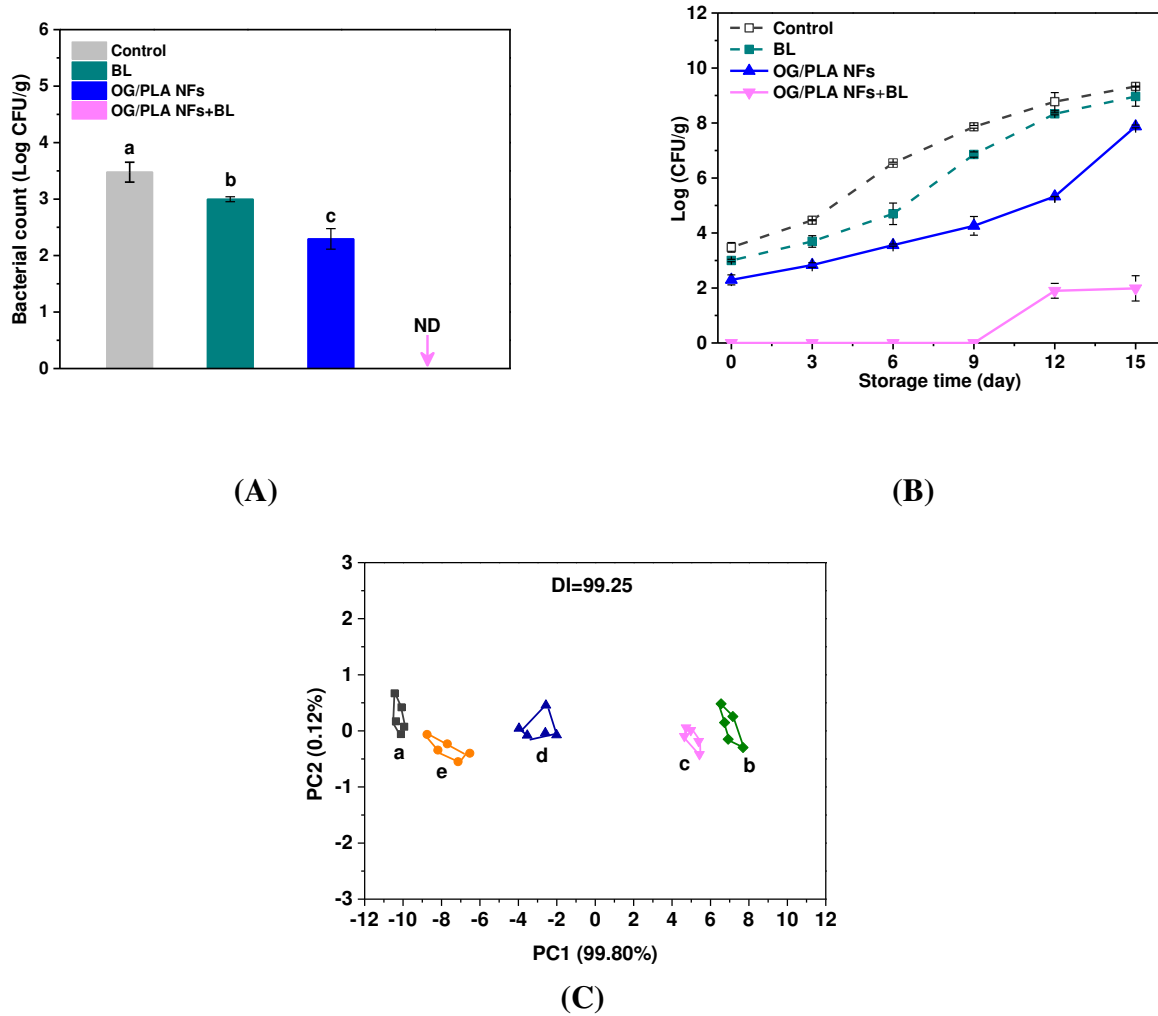 6
5
4
3
2
1
0
Bacterial count (Log CFU/g)
Control
BL
OG/PLA NFs
OG/PLA NFs+BL
a
b
c
ND
(A)
12
10
8
6
4
2
0
Log (CFU/g)
Control
BL
OG/PLA NFs
OG/PLA NFs+BL
0 3 6 9 12 15
Storage time (day)
(B)
3
2
1
0
-1
-2
-3
PC2 (0.12%)
DI=99.25
a
e
d
c
b
-12 -10 -8 -6 -4 -2 0 2 4 6 8 10 12
PC1 (99.80%)
(C)